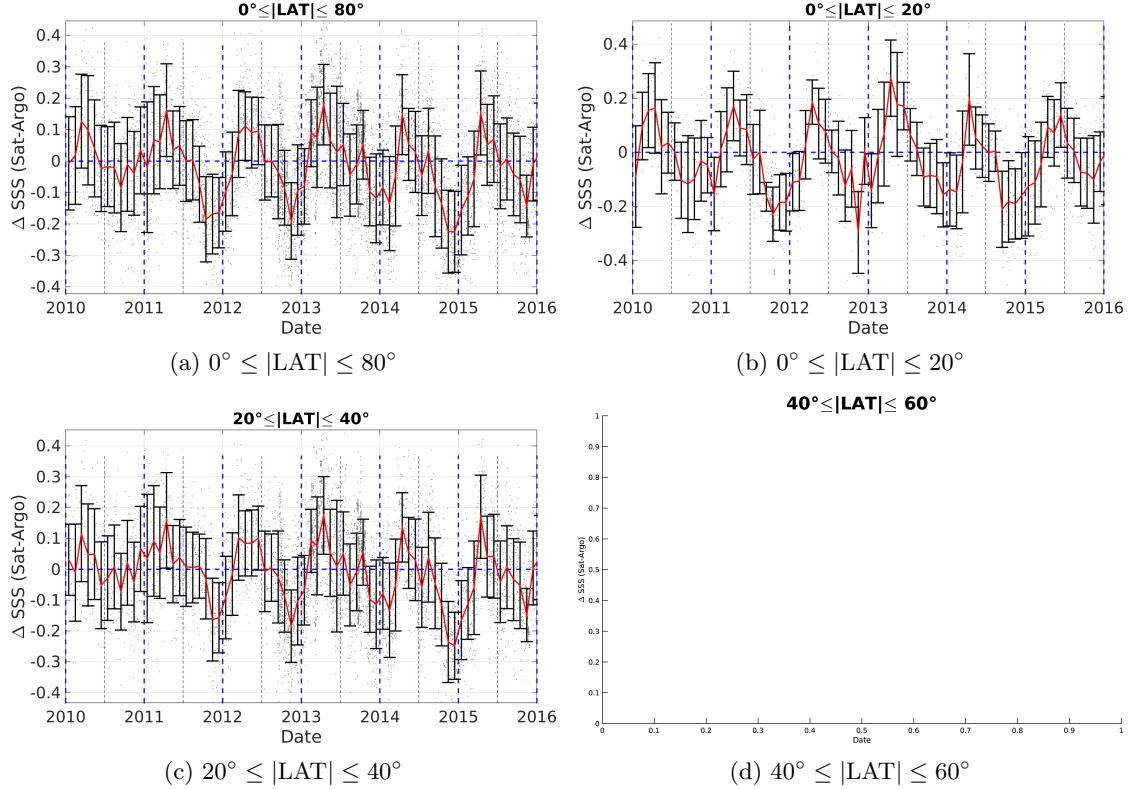 0°≤|LAT|≤ 80°
0.4
0.3
0.2
0.1
0
-0.1
-0.2
-0.3
-0.4
Δ SSS (Sat-Argo)
2010 2011 2012 2013 2014 2015 2016
Date
(a) 0° ≤ |LAT| ≤ 80°
0°≤|LAT|≤ 20°
0.4
0.2
0
-0.2
-0.4
Δ SSS (Sat-Argo)
2010 2011 2012 2013 2014 2015 2016
Date
(b) 0° ≤ |LAT| ≤ 20°
20°≤|LAT|≤ 40°
0.4
0.3
0.2
0.1
0
-0.1
-0.2
-0.3
-0.4
Δ SSS (Sat-Argo)
2010 2011 2012 2013 2014 2015 2016
Date
(c) 20° ≤ |LAT| ≤ 40°
40°≤|LAT|≤ 60°
1
0.9
0.8
0.7
0.6
0.5
0.4
0.3
0.2
0.1
0
Δ SSS (Sat-Argo)
0 0.1 0.2 0.3 0.4 0.5 0.6 0.7 0.8 0.9 1
Date
(d) 40° ≤ |LAT| ≤ 60°